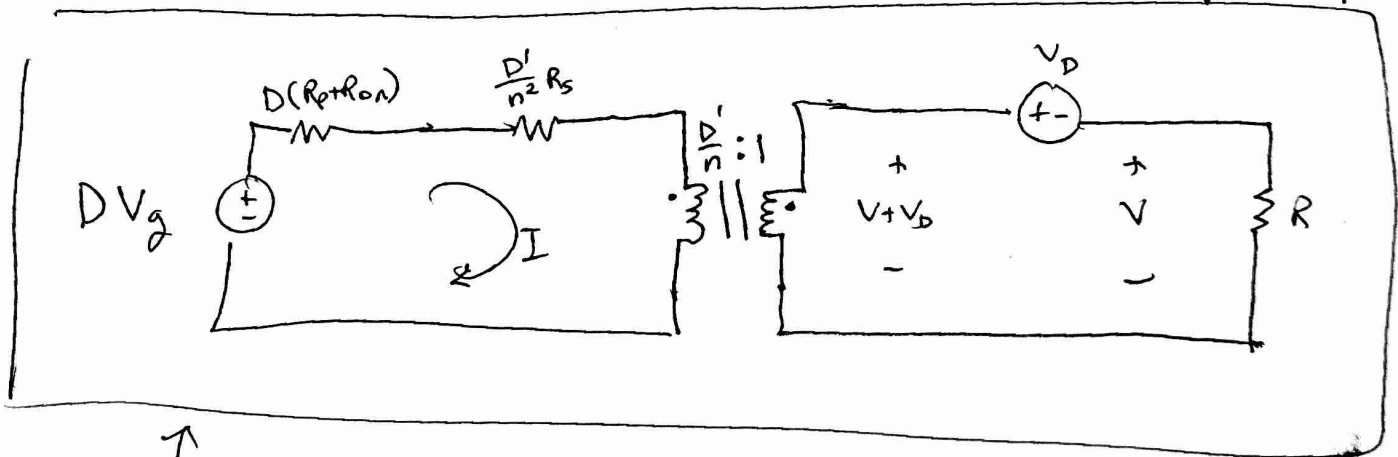 D(Rp+Ron)
D'/n² Rs
D'/n : 1
VD
+ -
DVg
+
-
I
+
V+VD
-
+
V
-
R